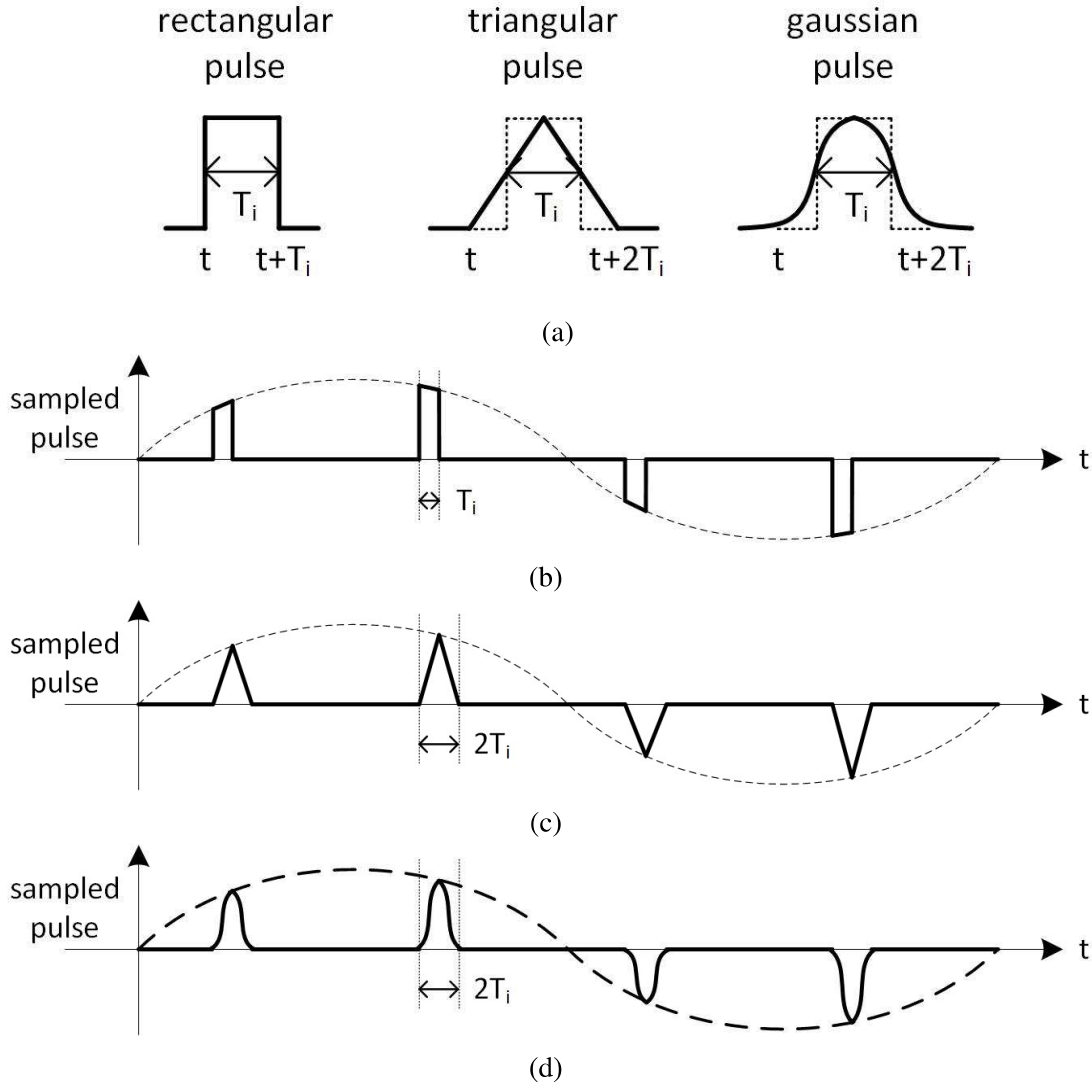 rectangular pulse
triangular pulse
gaussian pulse
Tᵢ
Tᵢ
Tᵢ
t
t+Tᵢ
t
t+2Tᵢ
t
t+2Tᵢ
(a)
sampled pulse
t
Tᵢ
(b)
sampled pulse
t
2Tᵢ
(c)
sampled pulse
t
2Tᵢ
(d)